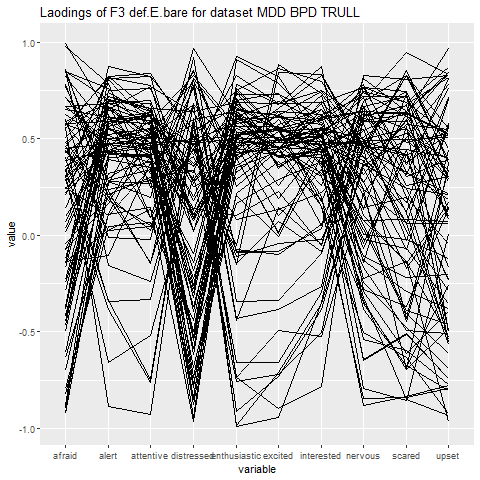 Laodings of F3 def.E.bare for dataset MDD BPD TRULL
1.0
0.5
0.0
-0.5
-1.0
value
afraid alert attentive distressed enthusiastic excited interested nervous scared upset
variable